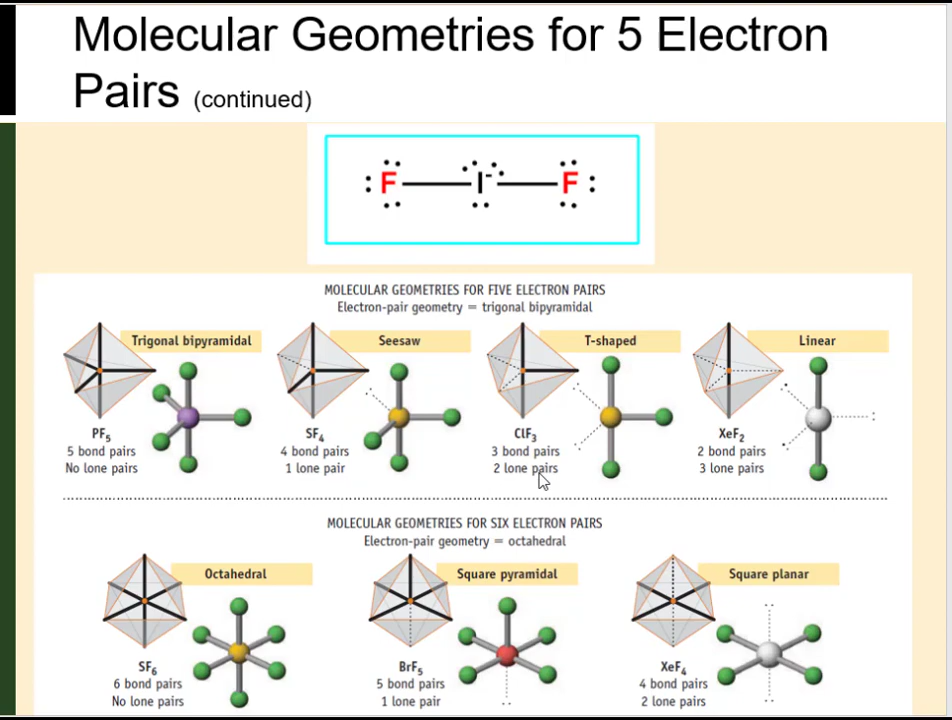 Molecular Geometries for 5 Electron
Pairs (continued)
:F—I⁻—F:
MOLECULAR GEOMETRIES FOR FIVE ELECTRON PAIRS
Electron-pair geometry = trigonal bipyramidal
Trigonal bipyramidal
Seesaw
T-shaped
Linear
PF₅
5 bond pairs
No lone pairs
SF₄
4 bond pairs
1 lone pair
ClF₃
3 bond pairs
2 lone pairs
XeF₂
2 bond pairs
3 lone pairs
MOLECULAR GEOMETRIES FOR SIX ELECTRON PAIRS
Electron-pair geometry = octahedral
Octahedral
Square pyramidal
Square planar
SF₆
6 bond pairs
No lone pairs
BrF₅
5 bond pairs
1 lone pair
XeF₄
4 bond pairs
2 lone pairs